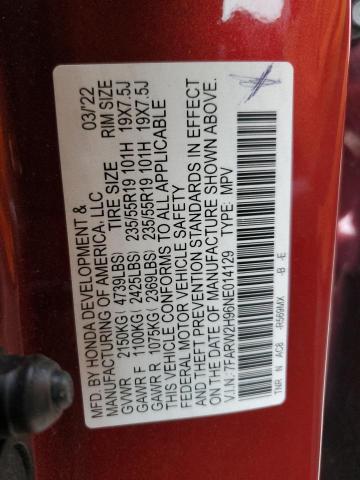 MFD. BY HONDA DEVELOPMENT & 03/'22
MANUFACTURING OF AMERICA, LLC
TIRE SIZE RIM SIZE
GVWR 2150KG (4739LBS)
GAWR F 1100KG (2425LBS) 235/55R19 101H 19X7.5J
GAWR R 1075KG (2369LBS) 235/55R19 101H 19X7.5J
THIS VEHICLE CONFORMS TO ALL APPLICABLE
FEDERAL MOTOR VEHICLE SAFETY
AND THEFT PREVENTION STANDARDS IN EFFECT
ON THE DATE OF MANUFACTURE SHOWN ABOVE.
V.I.N.: 7FARW2H96NE014129 TYPE: MPV
TNR N AC8 -R569MX -B -E